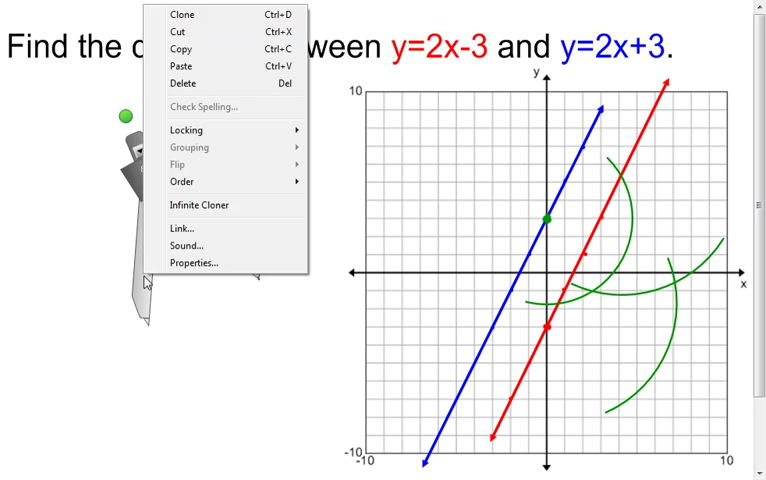 Clone Ctrl+D
Find the d ween y=2x-3 and y=2x+3.
Cut Ctrl+X
Copy Ctrl+C
Paste Ctrl+V
Delete Del
Check Spelling...
Locking
Grouping
Flip
Order
Infinite Cloner
Link...
Sound...
Properties...
y
10
x
-10
-10
10